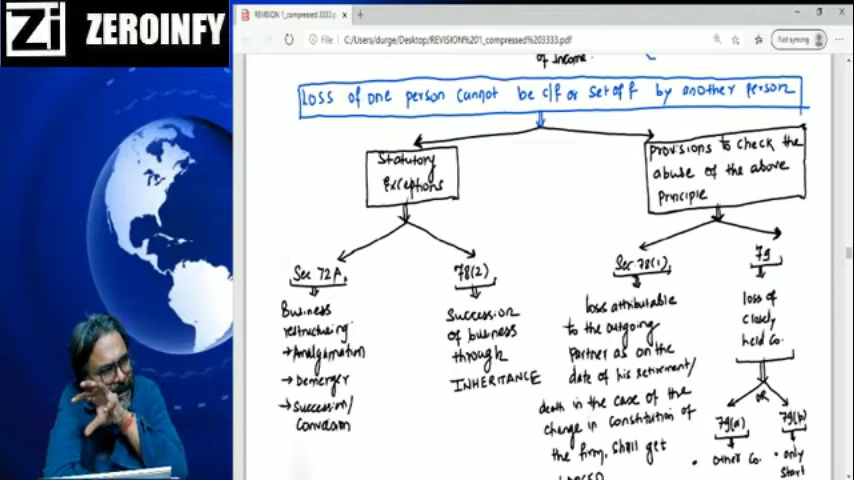 Zi ZEROINFY
REVISION 1_compressed 3333.p
File | C:/Users/durge/Desktop/REVISION%201_compressed%203333.pdf
Not syncing
of income.
Loss of one person cannot be c/f or set off by another person
Statutory
Exceptions
Provisions to check the
abuse of the above
principle
Sec 72A,
78(2)
Sec 78(1),
79
Business
restructuring
→ Amalgamation
→ Demerger
→ Succession/
Conversion
Succession
of business
through
INHERITANCE
loss attributable
to the outgoing
partner as on the
date of his retirement/
death in the case of the
change in constitution of
the firm, shall get
LAPSED
loss of
closely
held Co.
OR
79(a)
79(b)
• other Co.
• only
start